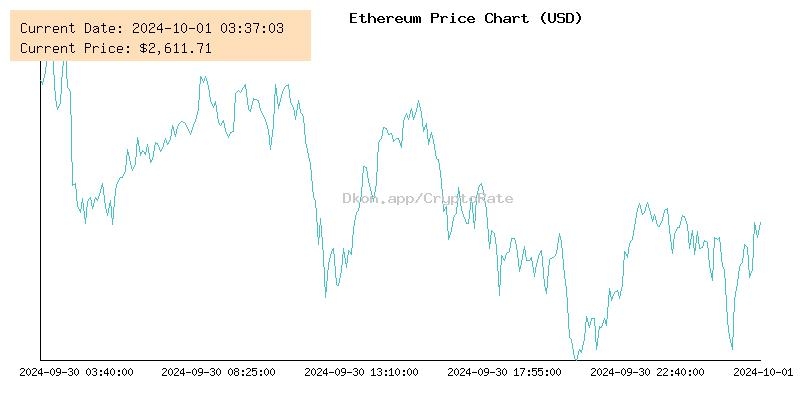 Ethereum Price Chart (USD)
Current Date: 2024-10-01 03:37:03
Current Price: $2,611.71
Dkon.app/CryptoRate
2024-09-30 03:40:00
2024-09-30 08:25:00
2024-09-30 13:10:00
2024-09-30 17:55:00
2024-09-30 22:40:00
2024-10-01